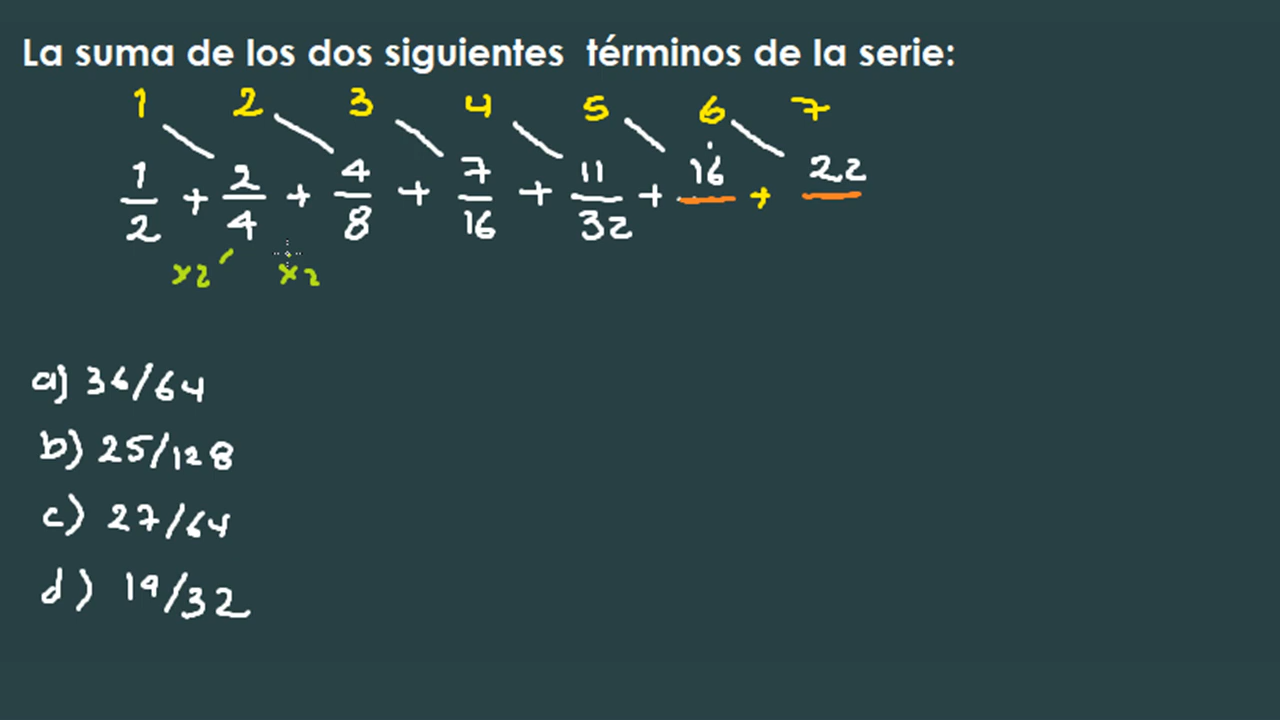 La suma de los dos siguientes términos de la serie:
1 2 3 4 5 6 7
1/2 + 2/4 + 4/8 + 7/16 + 11/32 + 16 + 22
x2 x2
a) 36/64
b) 25/128
c) 27/64
d) 19/32